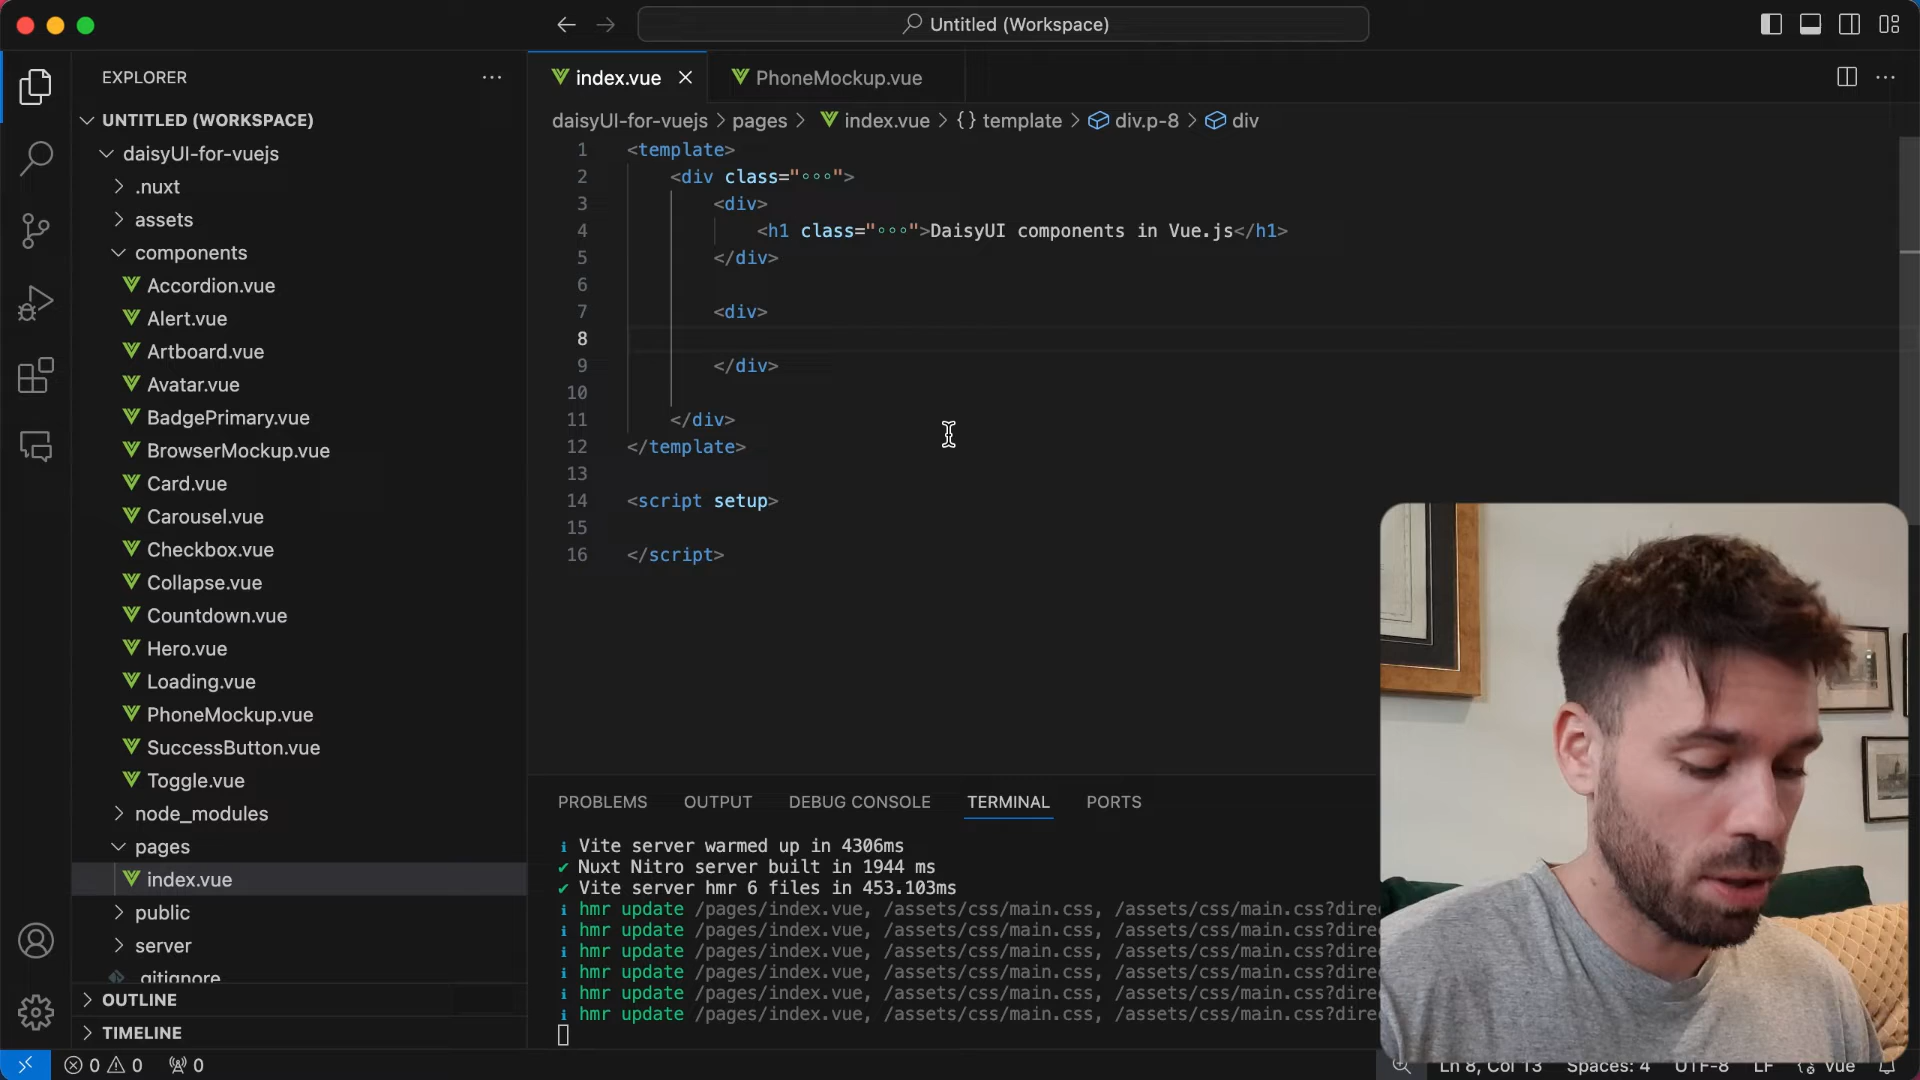 Untitled (Workspace)
EXPLORER
UNTITLED (WORKSPACE)
daisyUI-for-vuejs
.nuxt
assets
components
Accordion.vue
Alert.vue
Artboard.vue
Avatar.vue
BadgePrimary.vue
BrowserMockup.vue
Card.vue
Carousel.vue
Checkbox.vue
Collapse.vue
Countdown.vue
Hero.vue
Loading.vue
PhoneMockup.vue
SuccessButton.vue
Toggle.vue
node_modules
pages
index.vue
public
server
.gitignore
OUTLINE
TIMELINE
index.vue
PhoneMockup.vue
daisyUI-for-vuejs > pages > index.vue > {} template > div.p-8 > div
1 <template>
2 <div class="◦◦◦">
3 <div>
4 <h1 class="◦◦◦">DaisyUI components in Vue.js</h1>
5 </div>
6
7 <div>
8
9 </div>
10
11 </div>
12 </template>
13
14 <script setup>
15
16 </script>
PROBLEMS OUTPUT DEBUG CONSOLE TERMINAL PORTS
i Vite server warmed up in 4306ms
✔ Nuxt Nitro server built in 1944 ms
✔ Vite server hmr 6 files in 453.103ms
i hmr update /pages/index.vue, /assets/css/main.css, /assets/css/main.css?dire
i hmr update /pages/index.vue, /assets/css/main.css, /assets/css/main.css?dire
i hmr update /pages/index.vue, /assets/css/main.css, /assets/css/main.css?dire
i hmr update /pages/index.vue, /assets/css/main.css, /assets/css/main.css?dire
i hmr update /pages/index.vue, /assets/css/main.css, /assets/css/main.css?dire
i hmr update /pages/index.vue, /assets/css/main.css, /assets/css/main.css?dire
0 0 0
Ln 8, Col 13 Spaces: 4 UTF-8 LF vue